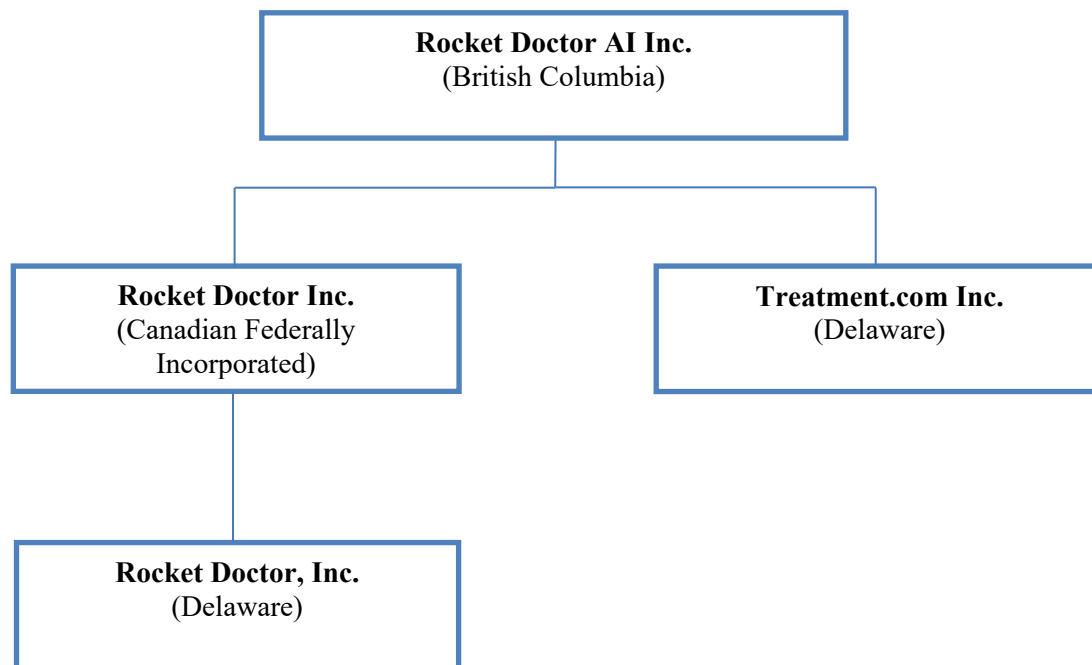 Rocket Doctor AI Inc.
(British Columbia)
Rocket Doctor Inc.
(Canadian Federally
Incorporated)
Treatment.com Inc.
(Delaware)
Rocket Doctor, Inc.
(Delaware)